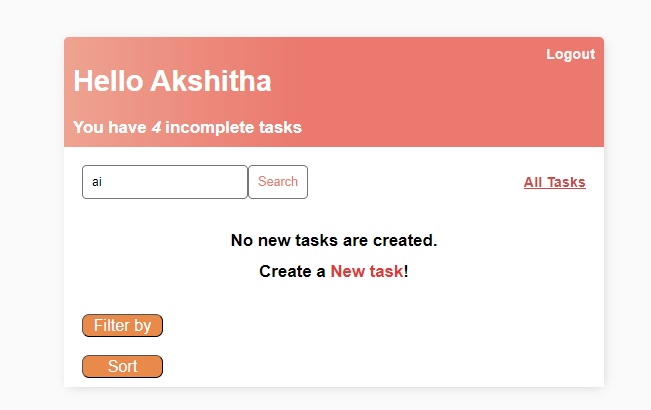 Logout
Hello Akshitha
You have 4 incomplete tasks
ai Search All Tasks
No new tasks are created.
Create a New task!
Filter by
Sort